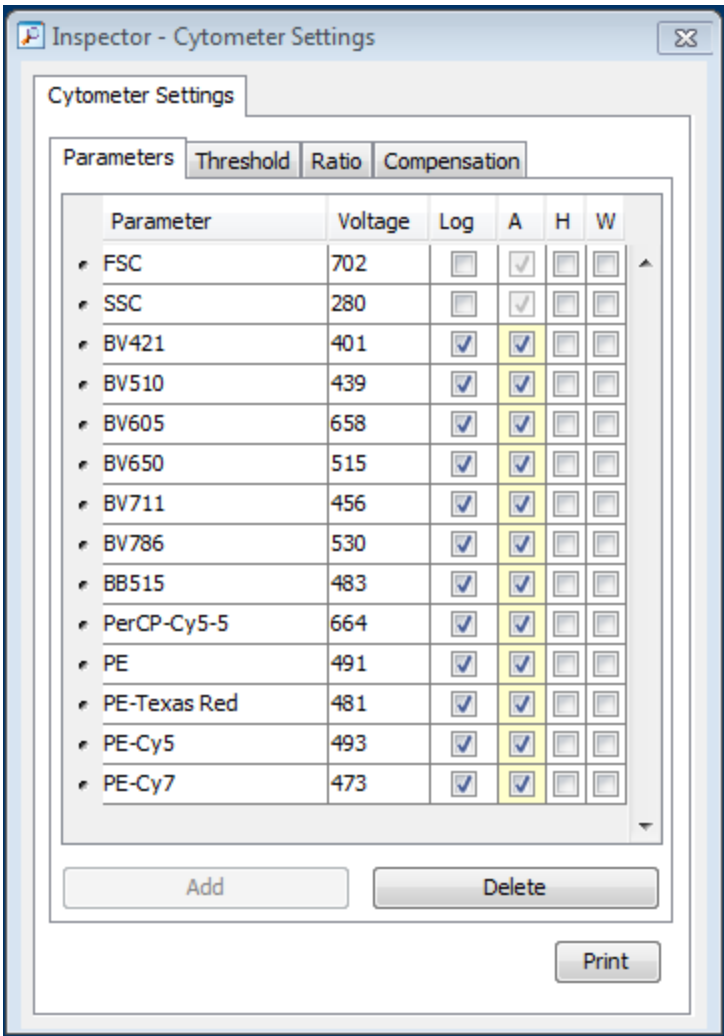 Inspector - Cytometer Settings
Cytometer Settings
Parameters Threshold Ratio Compensation
Parameter Voltage Log A H W
FSC 702
SSC 280
BV421 401
BV510 439
BV605 658
BV650 515
BV711 456
BV786 530
BB515 483
PerCP-Cy5-5 664
PE 491
PE-Texas Red 481
PE-Cy5 493
PE-Cy7 473
Add Delete
Print